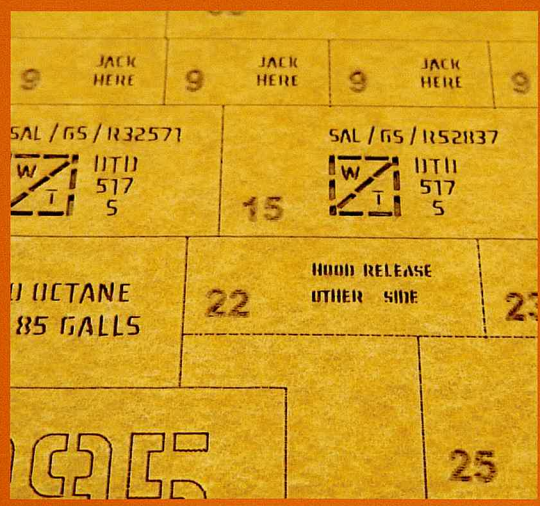 9 JACK HERE 9 JACK HERE 9 JACK HERE 9
SAL / GS / R32571
W T DTD 517 S
15
SAL / GS / R52837
W T DTD 517 S
OCTANE
85 GALLS
22
HOOD RELEASE
OTHER SIDE
23
25